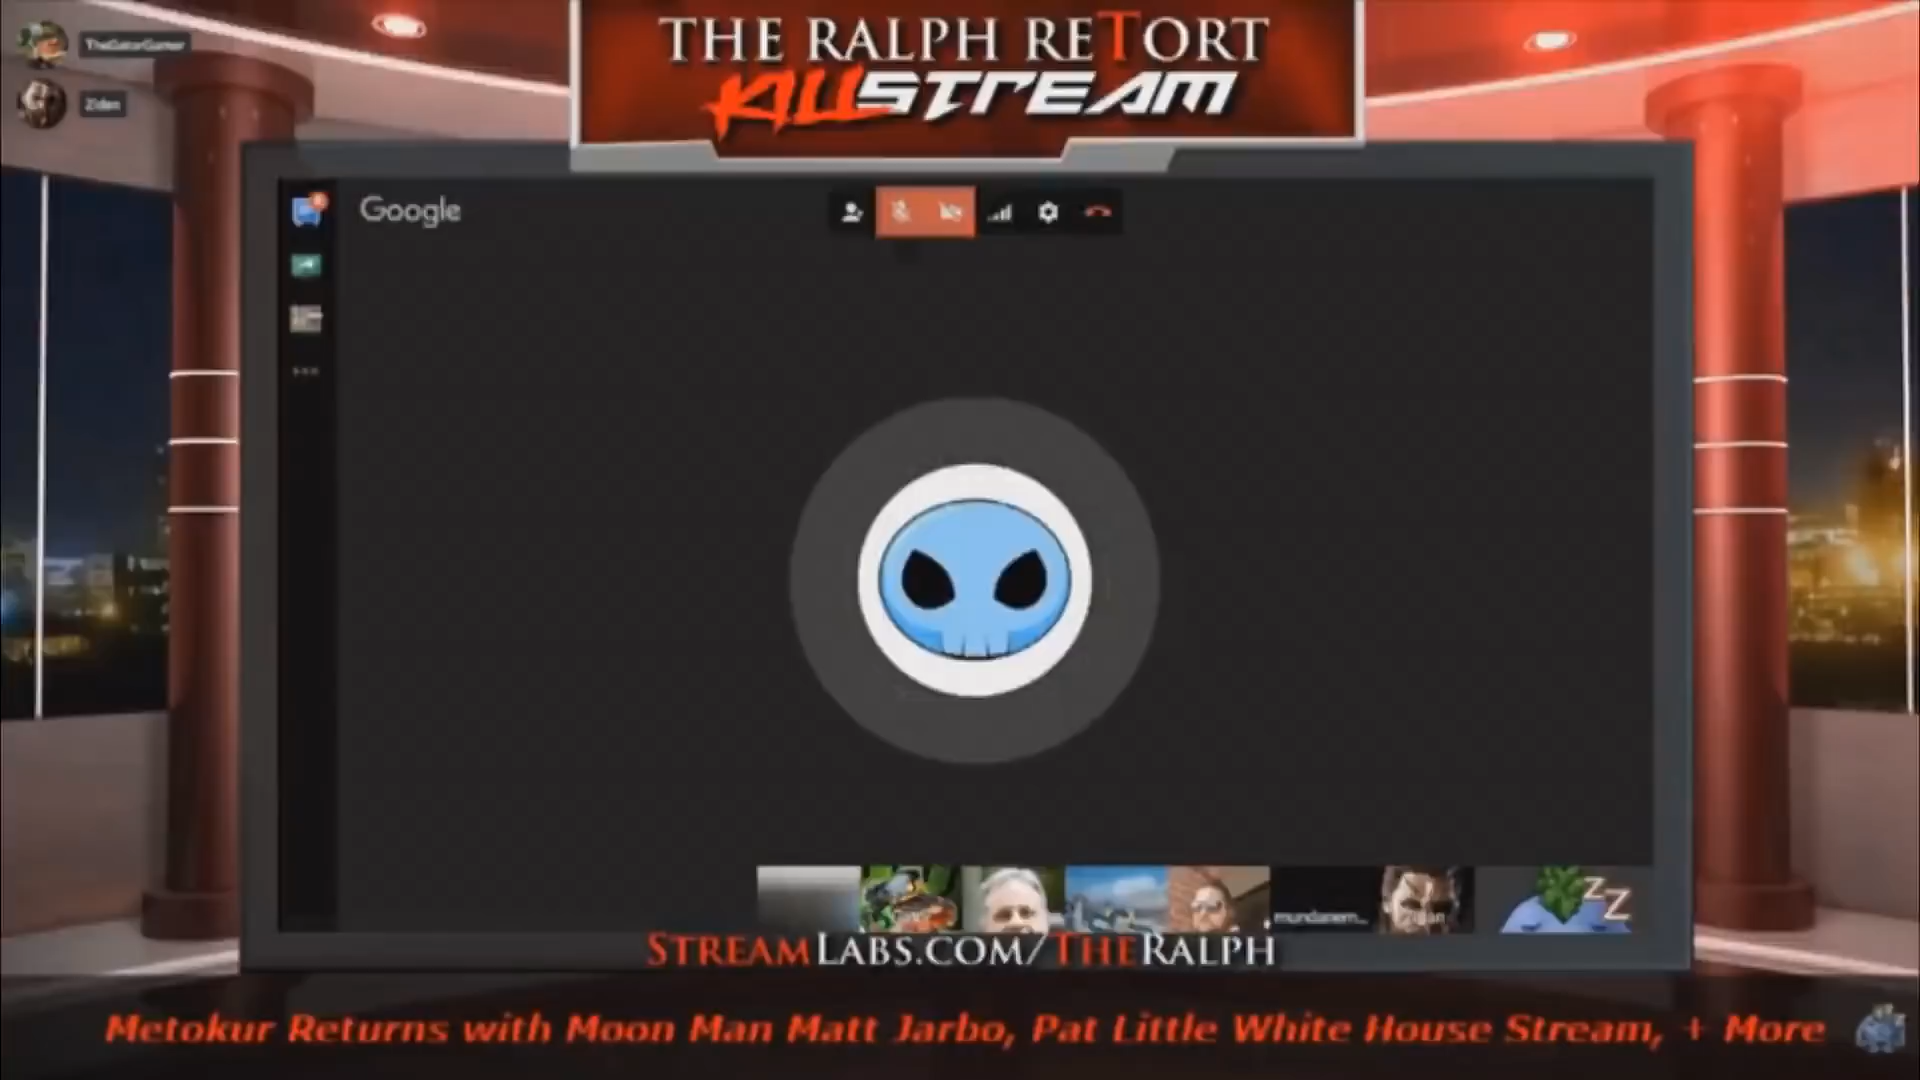 TheGatorGamer
Zidan
THE RALPH RETORT
KILLSTREAM
Google
mundanem...
Zidan
STREAMLABS.COM/THERALPH
Metokur Returns with Moon Man Matt Jarbo, Pat Little White House Stream, + More